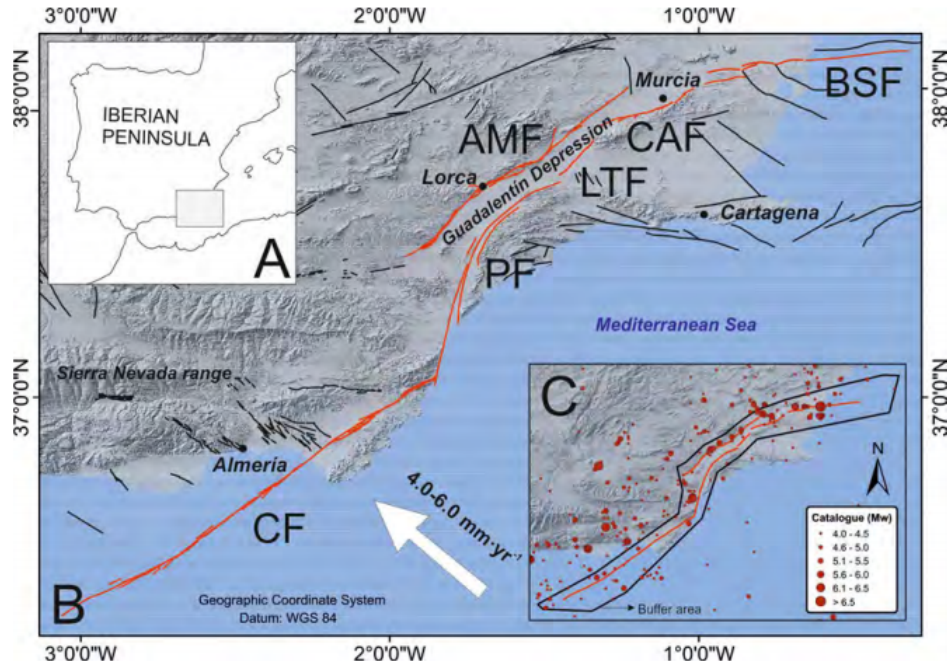 3°0'0"W
2°0'0"W
1°0'0"W
IBERIAN
PENINSULA
A
38°0'0"N
38°0'0"N
Murcia
BSF
AMF
CAF
Lorca
Guadalentín Depression
LTF
Cartagena
PF
Mediterranean Sea
Sierra Nevada range
37°0'0"N
37°0'0"N
Almería
CF
4.0-6.0 mm·yr⁻¹
B
Geographic Coordinate System
Datum: WGS 84
C
N
Catalogue (Mw)
4.0 - 4.5
4.6 - 5.0
5.1 - 5.5
5.6 - 6.0
6.1 - 6.5
> 6.5
Buffer area
3°0'0"W
2°0'0"W
1°0'0"W